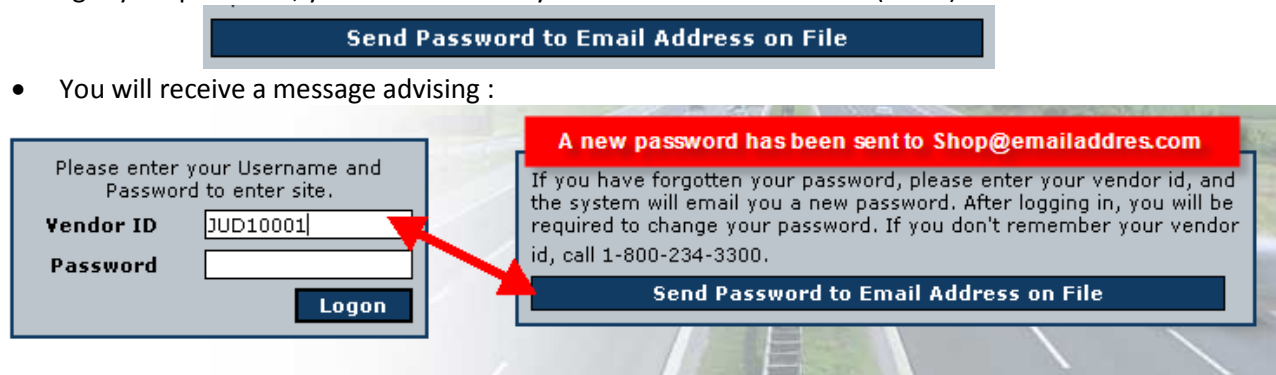 Send Password to Email Address on File
• You will receive a message advising :
A new password has been sent to Shop@emailaddres.com
Please enter your Username and
Password to enter site.
Vendor ID JUD10001
Password
Logon
If you have forgotten your password, please enter your vendor id, and
the system will email you a new password. After logging in, you will be
required to change your password. If you don't remember your vendor
id, call 1-800-234-3300.
Send Password to Email Address on File